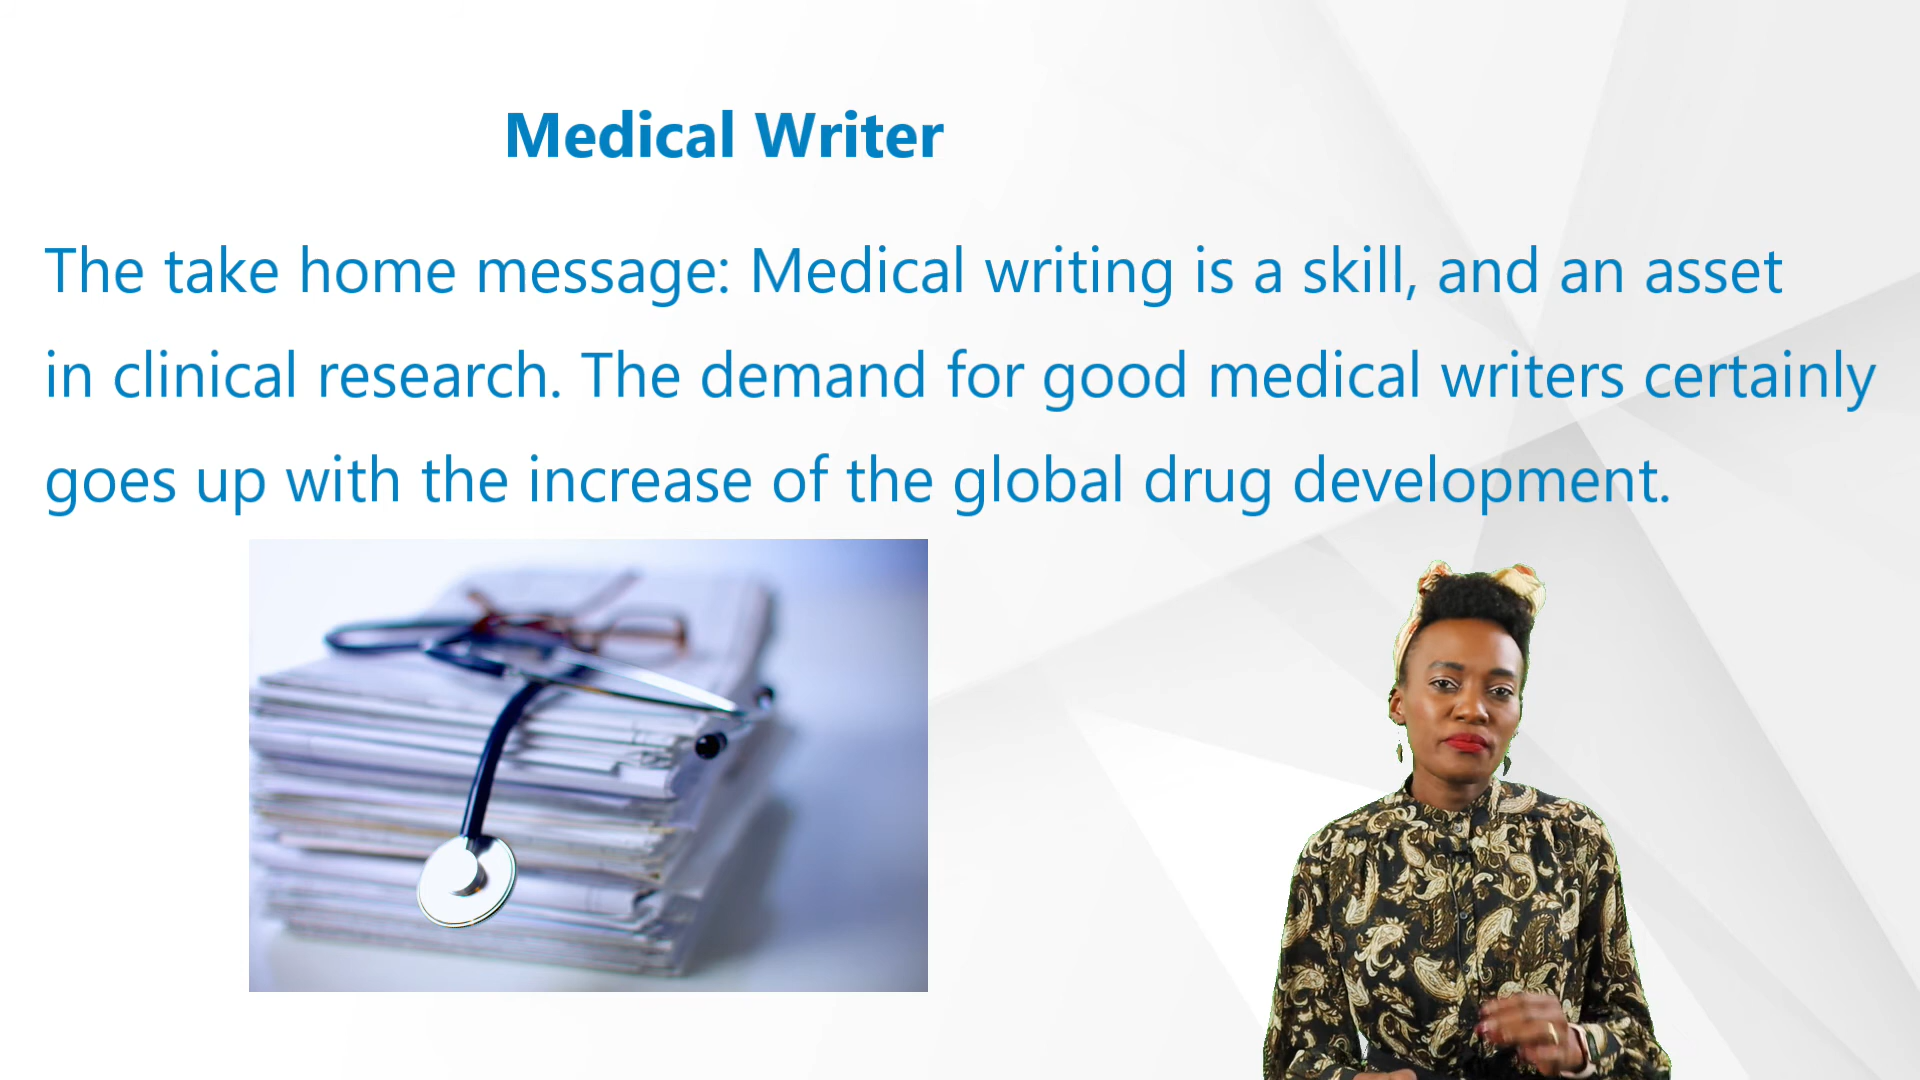 Medical Writer
The take home message: Medical writing is a skill, and an asset
in clinical research. The demand for good medical writers certainly
goes up with the increase of the global drug development.